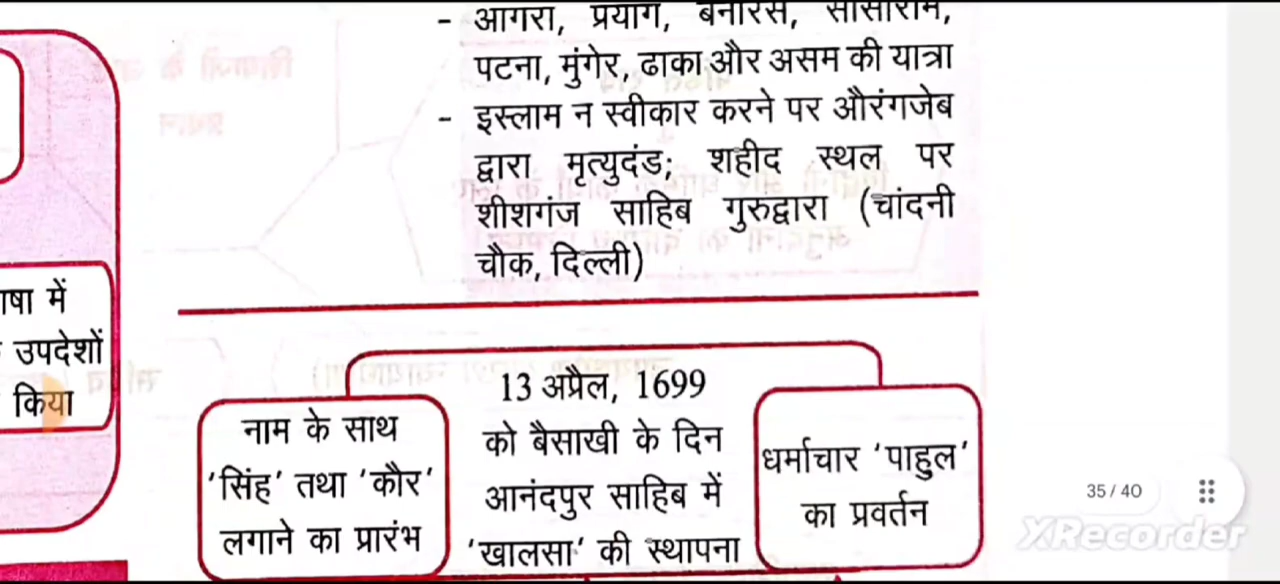 - आगरा, प्रयाग, बनारस, सासाराम,
पटना, मुंगेर, ढाका और असम की यात्रा
- इस्लाम न स्वीकार करने पर औरंगजेब
द्वारा मृत्युदंड; शहीद स्थल पर
शीशगंज साहिब गुरुद्वारा (चांदनी
चौक, दिल्ली)
षा में
उपदेशों
किया
13 अप्रैल, 1699
को बैसाखी के दिन
आनंदपुर साहिब में
'खालसा' की स्थापना
नाम के साथ
'सिंह' तथा 'कौर'
लगाने का प्रारंभ
धर्माचार 'पाहुल'
का प्रवर्तन
35 / 40
XRecorder